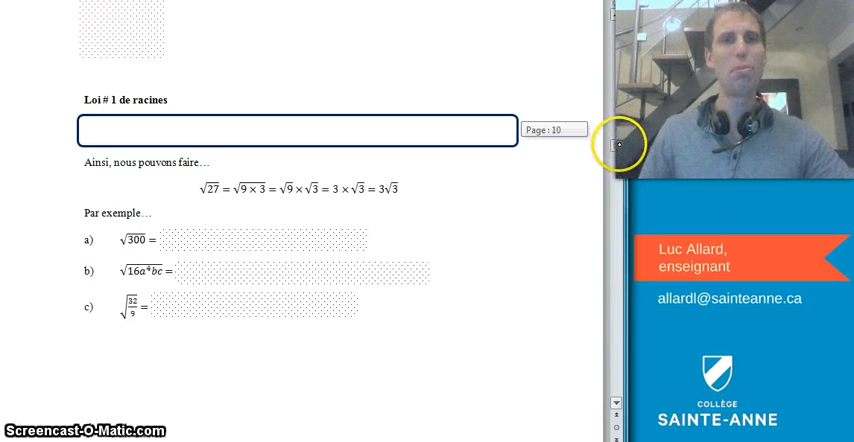 Loi # 1 de racines
Page : 10
Ainsi, nous pouvons faire…
√27 = √9 × 3 = √9 × √3 = 3 × √3 = 3√3
Par exemple…
a) √300 =
b) √16a⁴bc =
c) √32/9 =
Luc Allard,
enseignant
allardl@sainteanne.ca
COLLÈGE
SAINTE-ANNE
Screencast-O-Matic.com